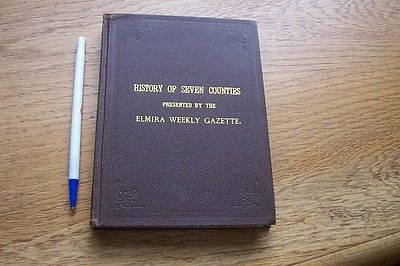 HISTORY OF SEVEN COUNTIES
PRESENTED BY THE
ELMIRA WEEKLY GAZETTE.